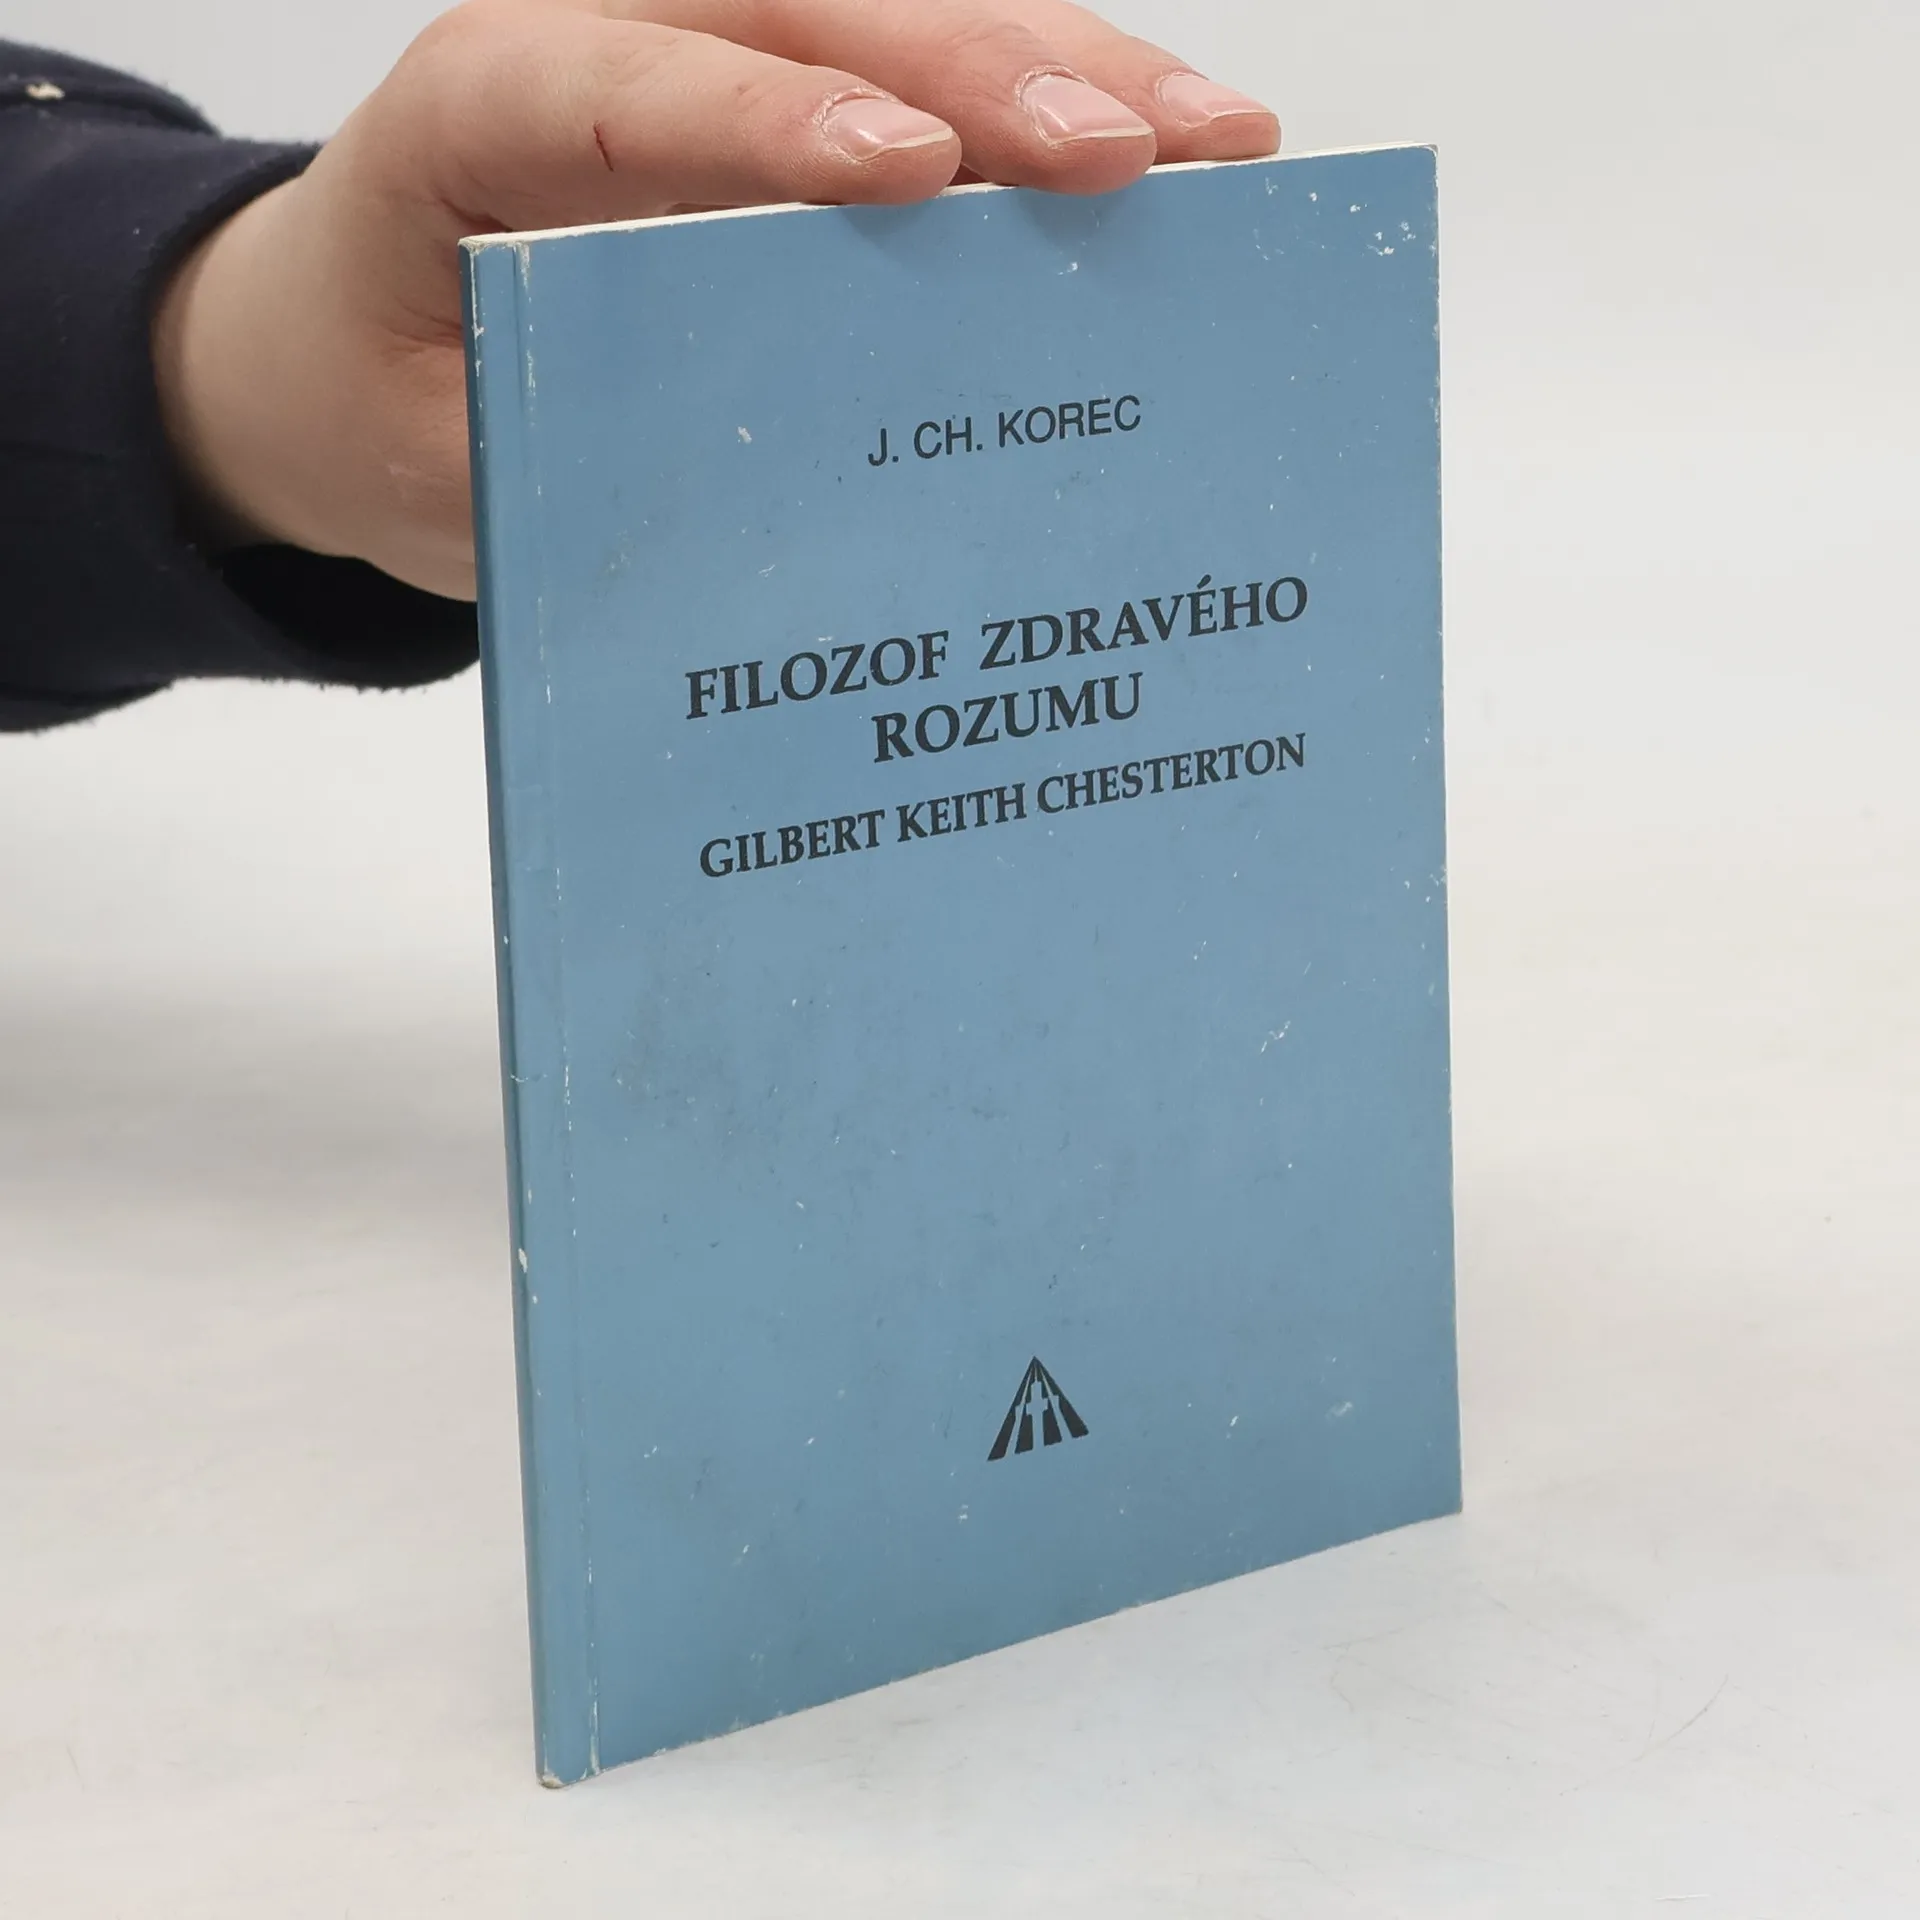 J. CH. KOREC
FILOZOF ZDRAVÉHO
ROZUMU
GILBERT KEITH CHESTERTON